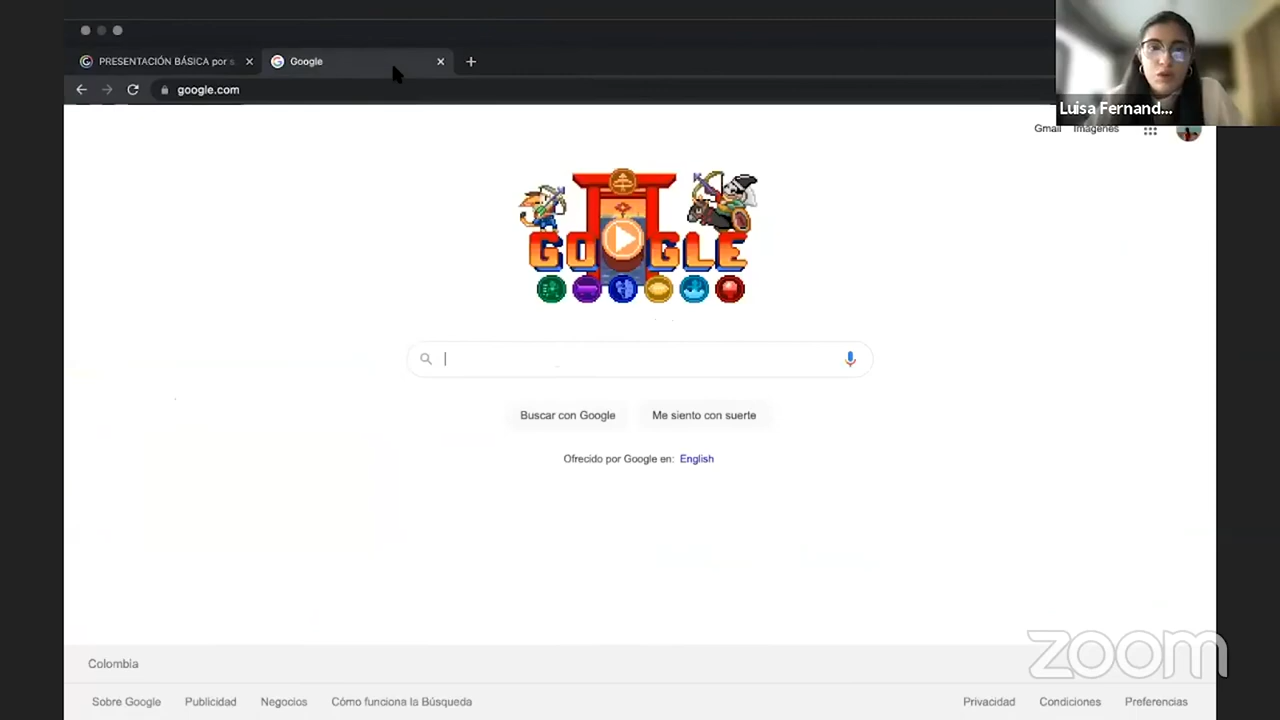 PRESENTACIÓN BÁSICA por s
Google
google.com
Luisa Fernand...
Gmail Imágenes
GOOGLE
Buscar con Google
Me siento con suerte
Ofrecido por Google en: English
Colombia
zoom
Sobre Google
Publicidad
Negocios
Cómo funciona la Búsqueda
Privacidad
Condiciones
Preferencias